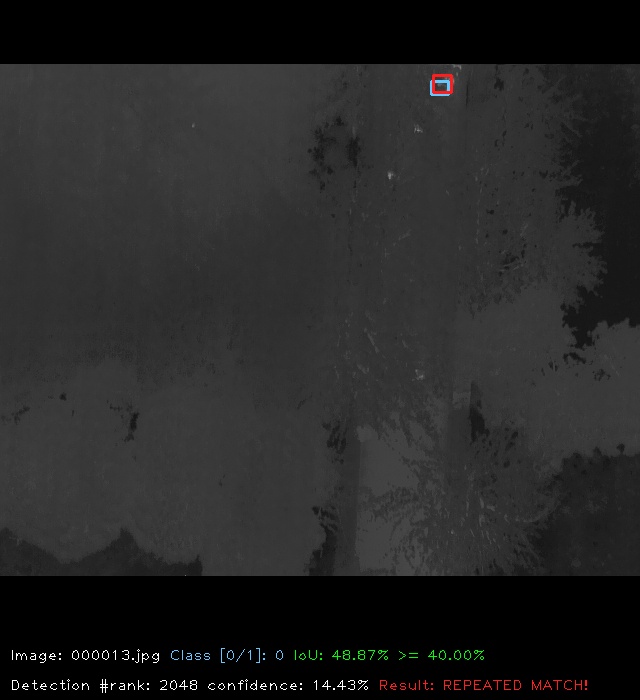 Image: 000013.jpg Class [0/1]: 0 IoU: 48.87% >= 40.00%
Detection #rank: 2048 confidence: 14.43% Result: REPEATED MATCH!